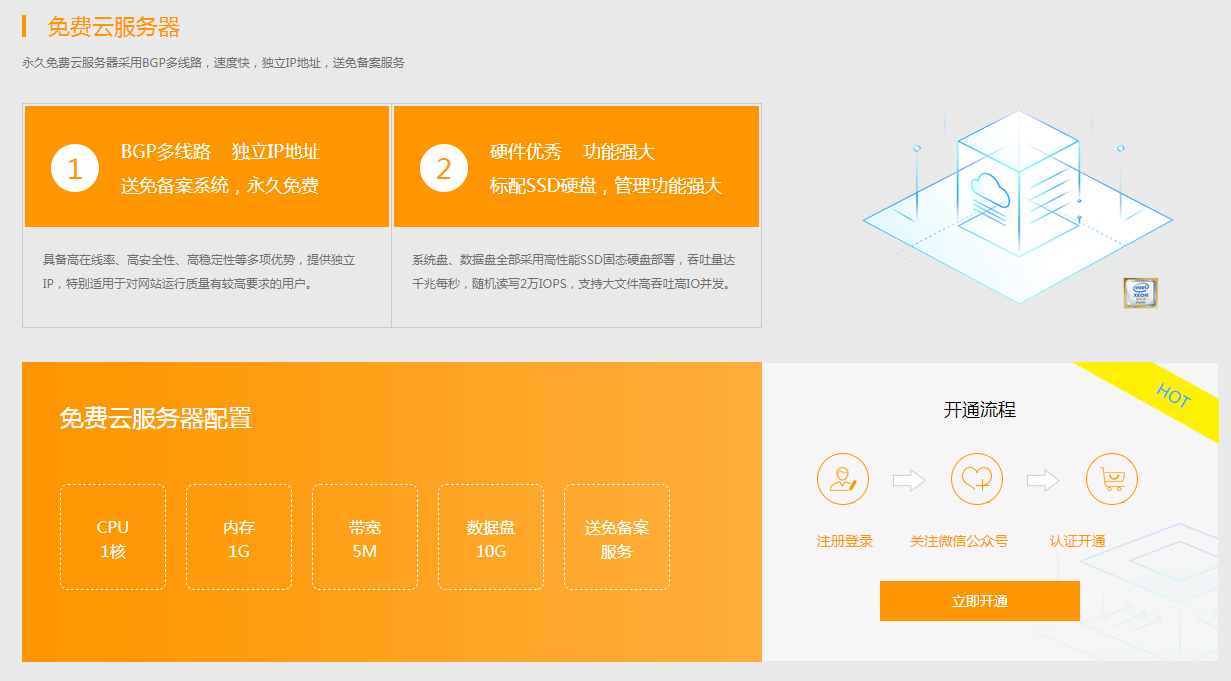 免费云服务器
永久免费云服务器采用BGP多线路，速度快，独立IP地址，送免备案服务
1
BGP多线路 独立IP地址
送免备案系统，永久免费
2
硬件优秀 功能强大
标配SSD硬盘，管理功能强大
具备高在线率、高安全性、高稳定性等多项优势，提供独立
IP，特别适用于对网站运行质量有较高要求的用户。
系统盘、数据盘全部采用高性能SSD固态硬盘部署，吞吐量达
千兆每秒，随机读写2万IOPS，支持大文件高吞吐高IO并发。
intel
XEON
免费云服务器配置
CPU
1核
内存
1G
带宽
5M
数据盘
10G
送免备案
服务
HOT
开通流程
注册登录
关注微信公众号
认证开通
立即开通